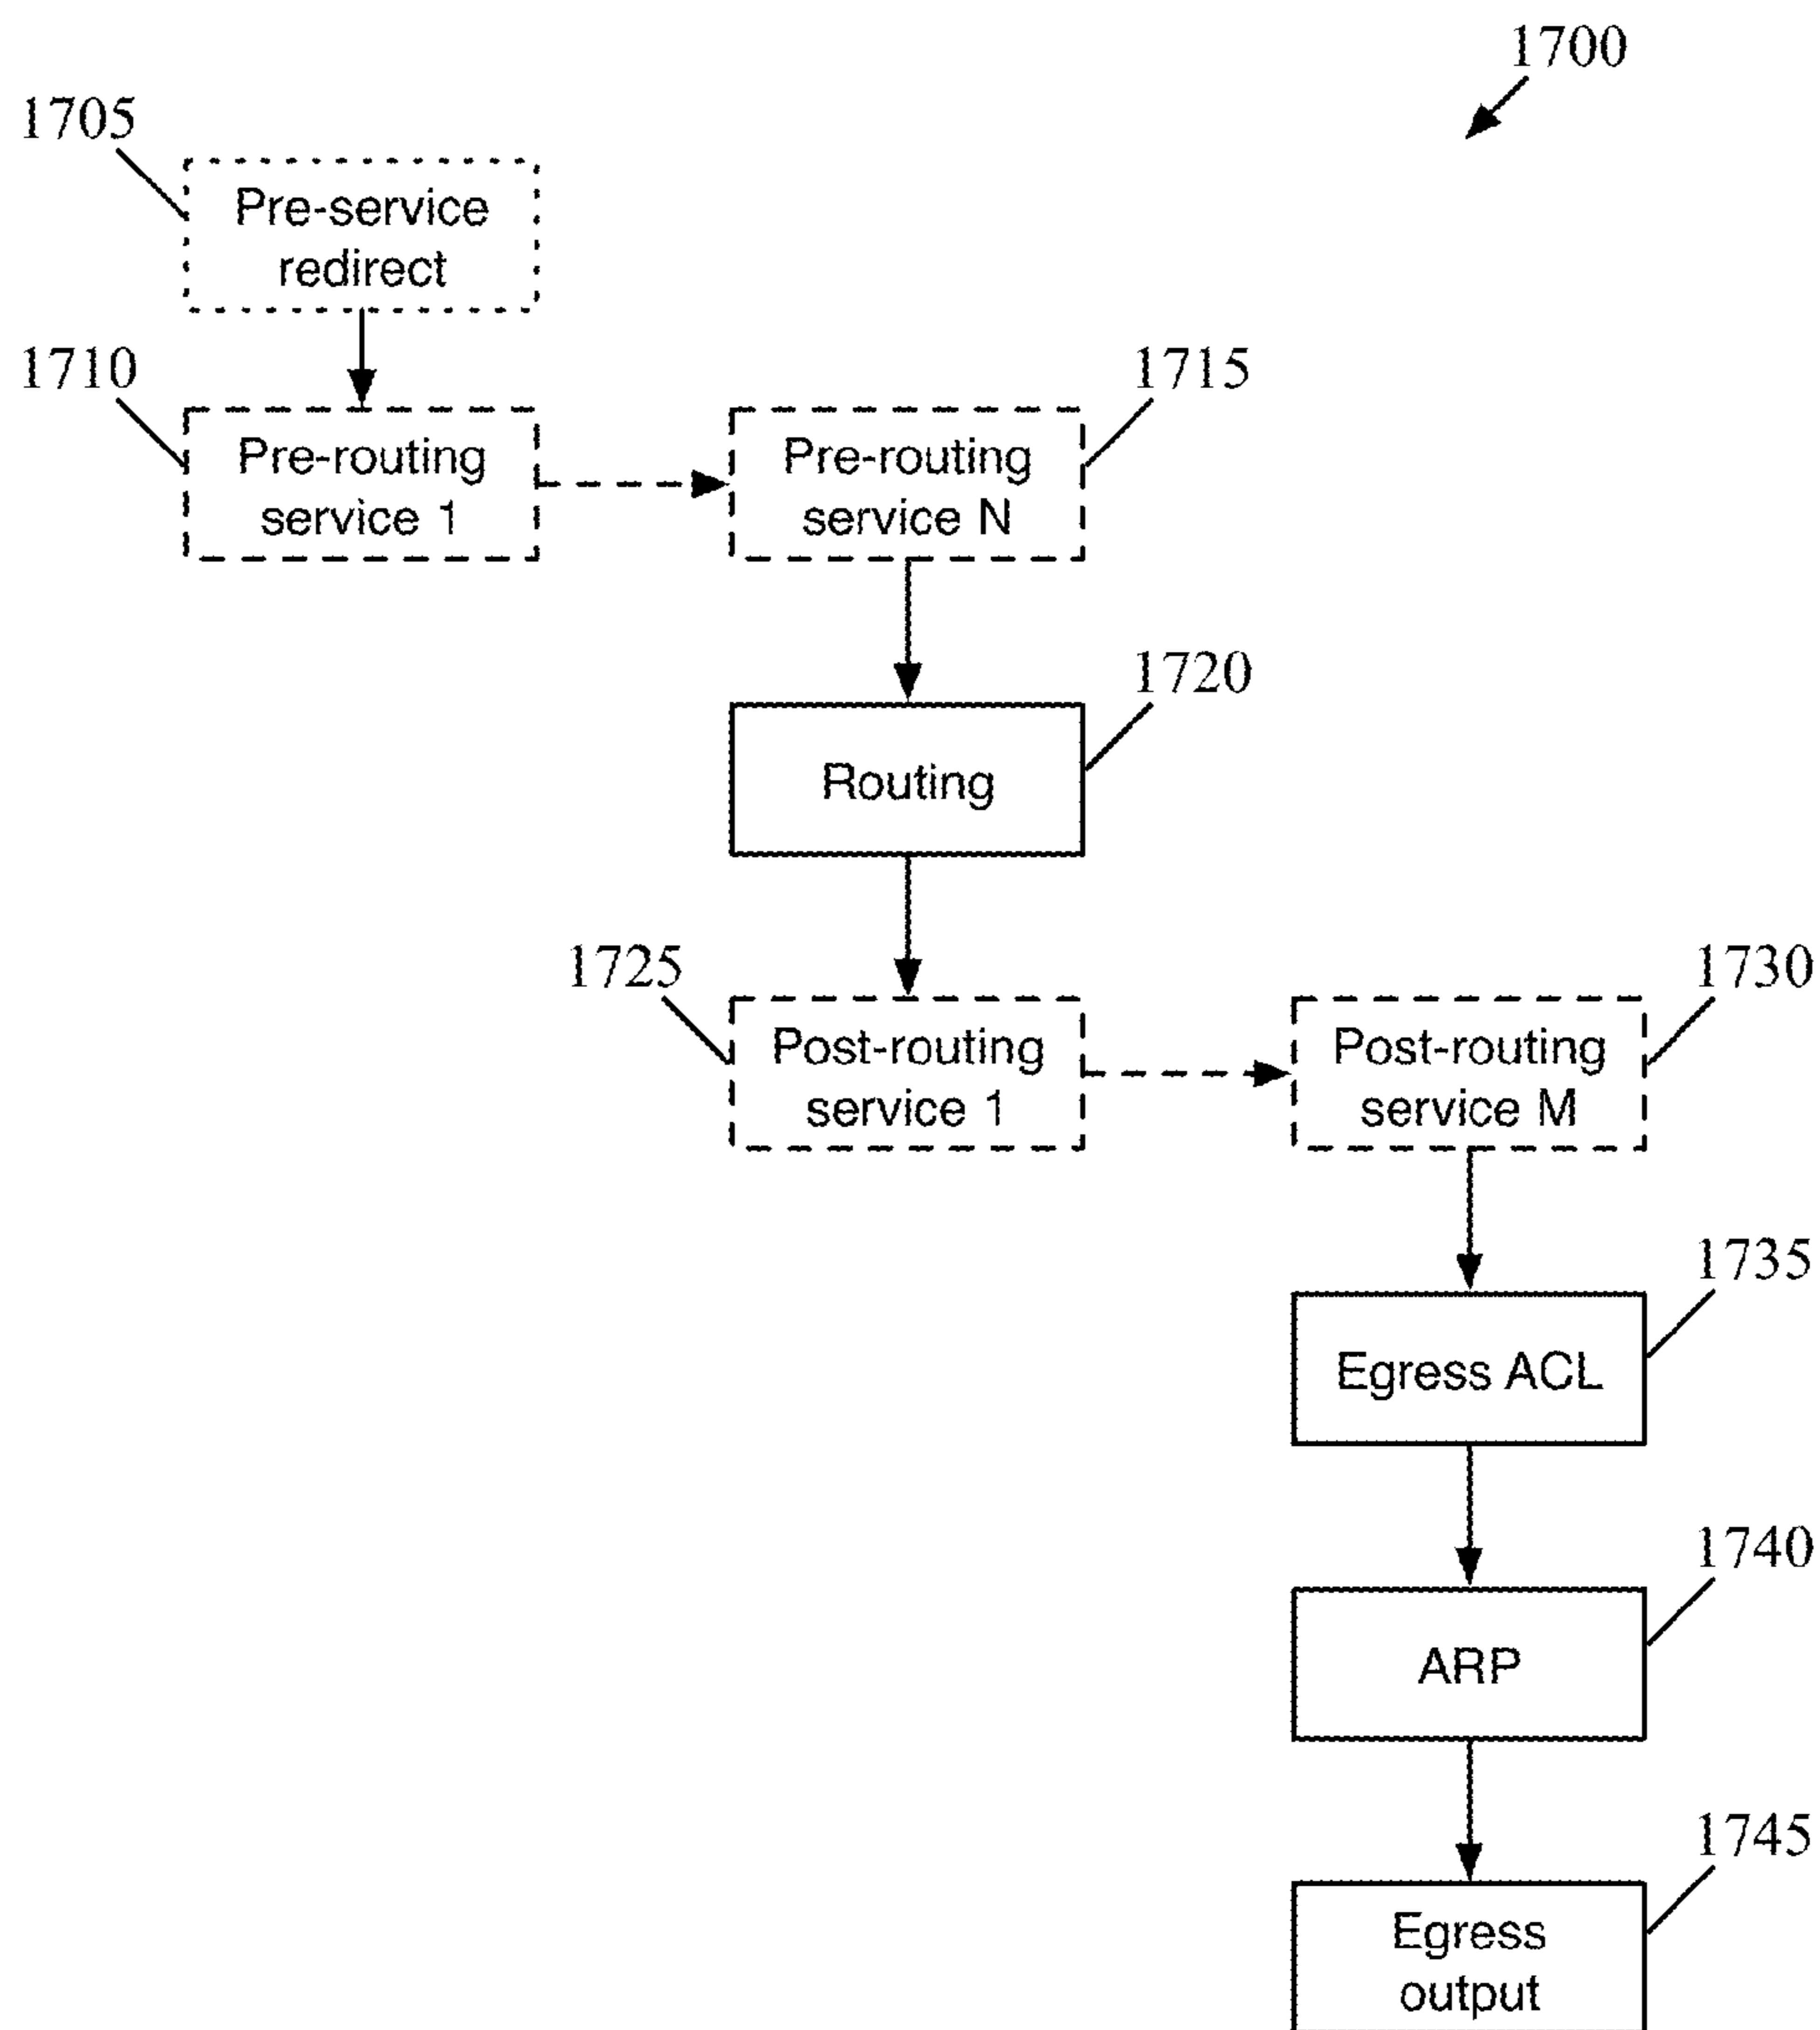 1700
1705
Pre-service
redirect
1710
Pre-routing
service 1
1715
Pre-routing
service N
1720
Routing
1725
Post-routing
service 1
1730
Post-routing
service M
1735
Egress ACL
1740
ARP
1745
Egress
output